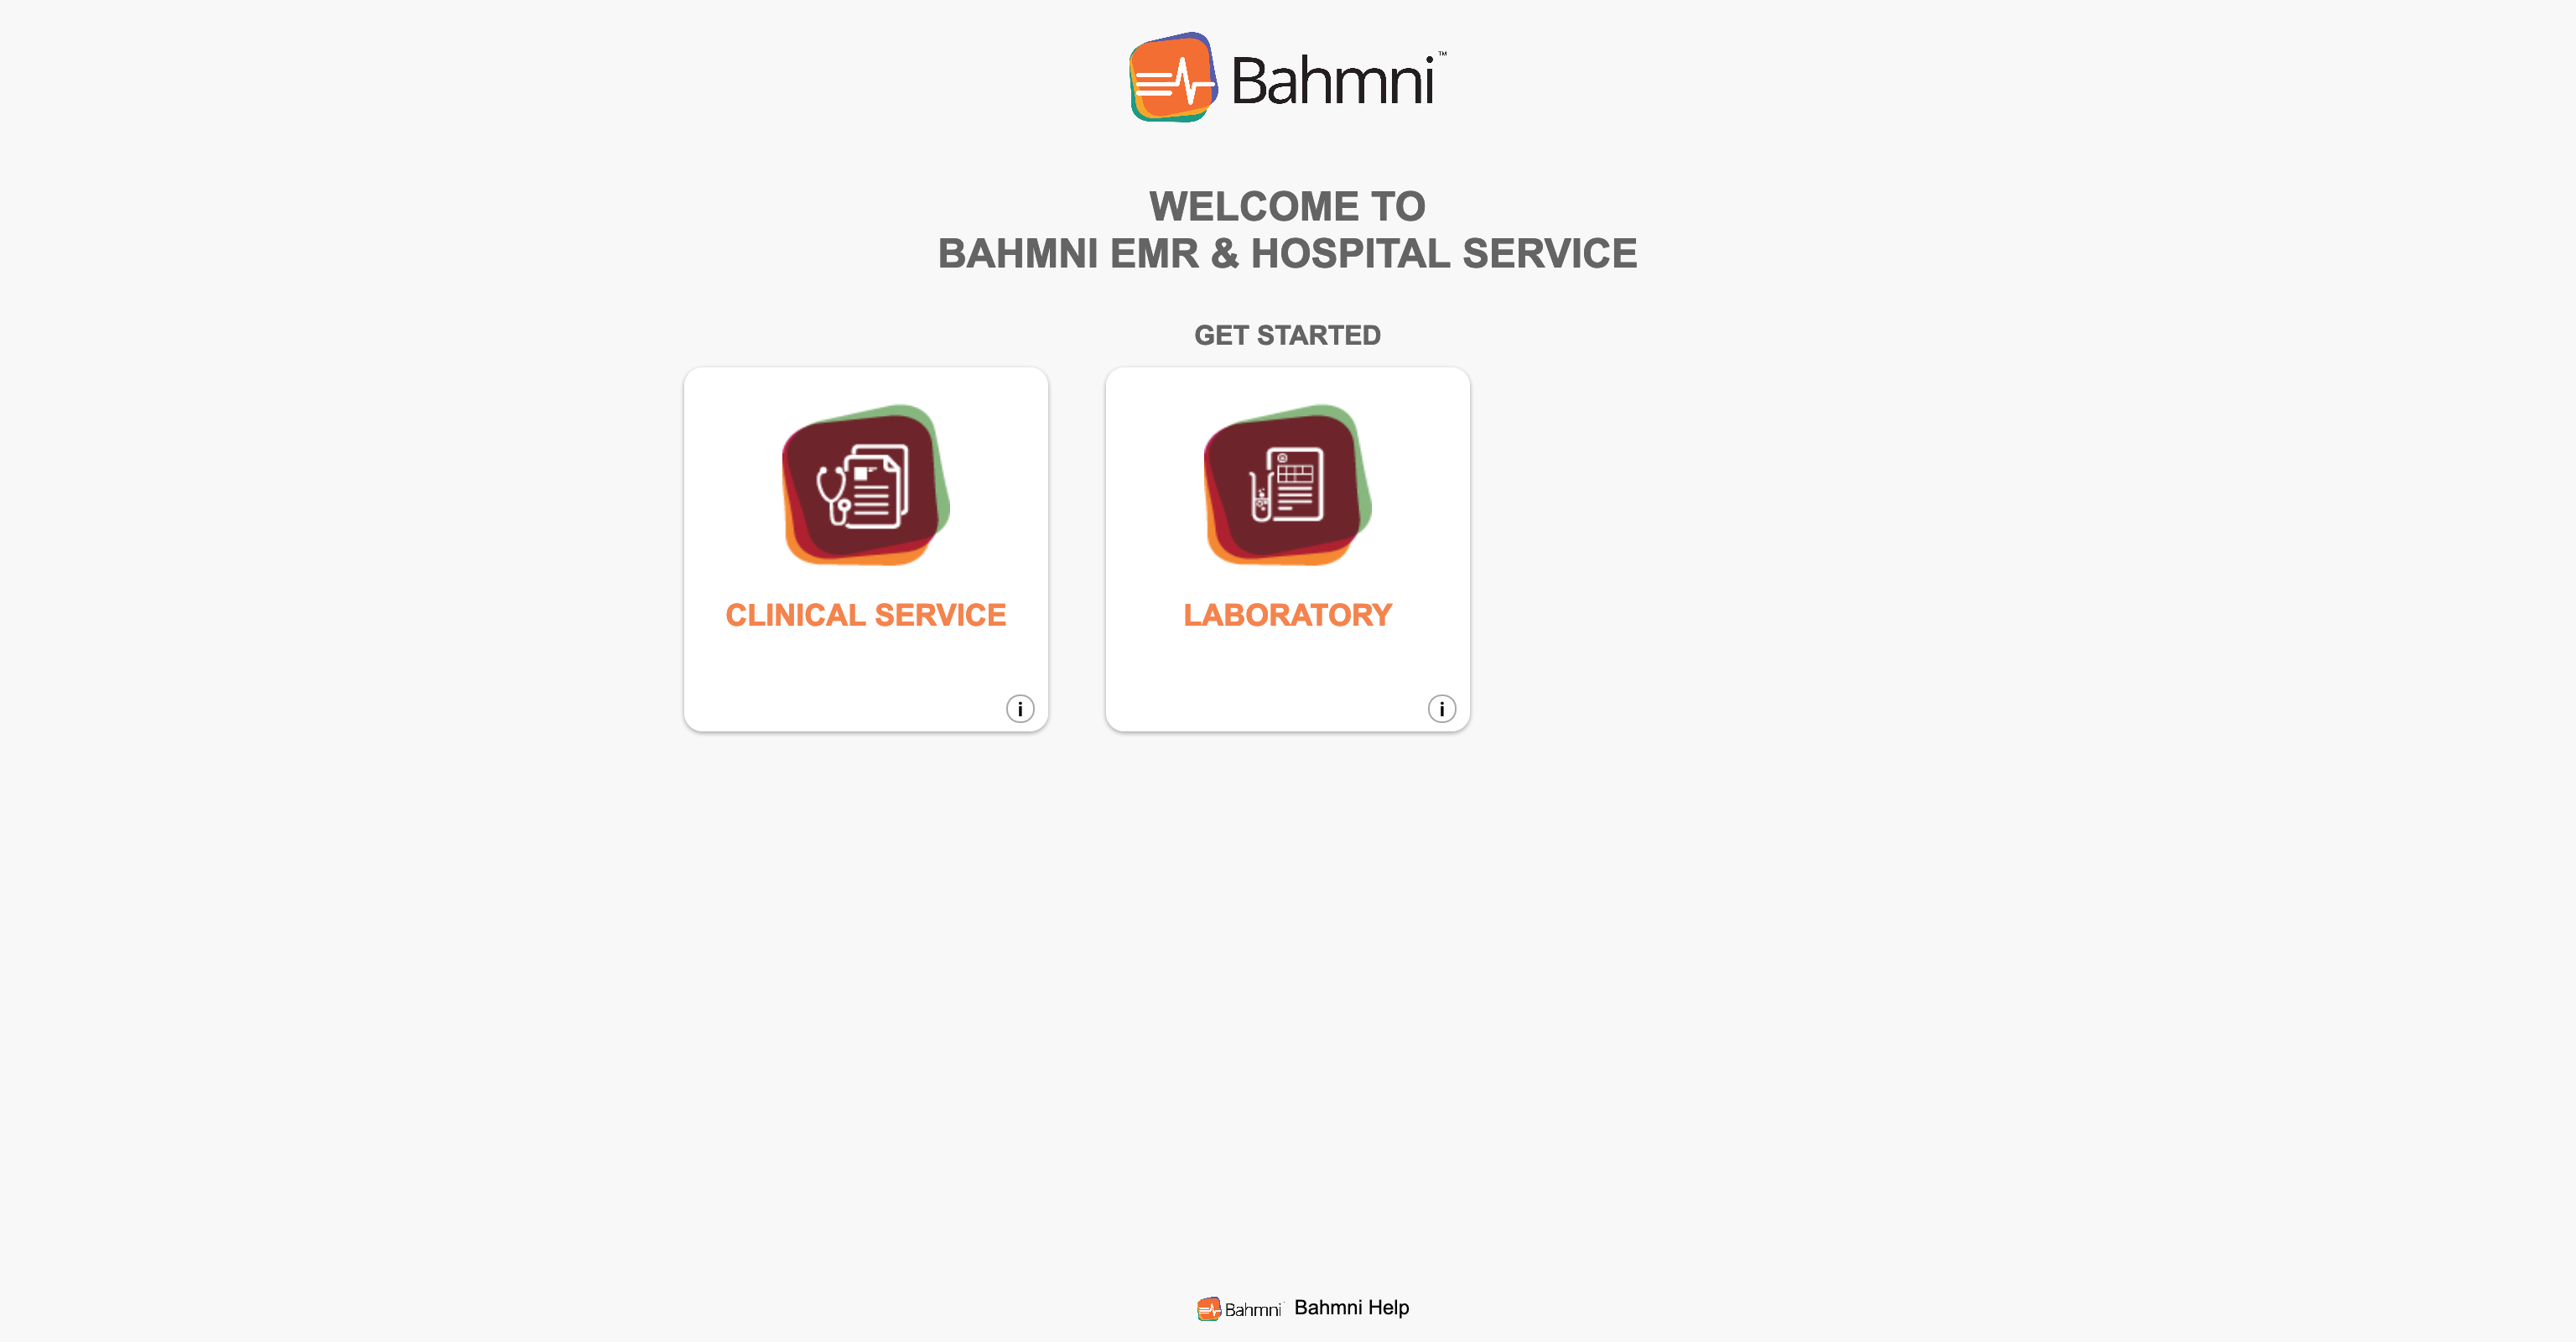 Bahmni™
WELCOME TO
BAHMNI EMR & HOSPITAL SERVICE
GET STARTED
CLINICAL SERVICE
LABORATORY
i
i
Bahmni Bahmni Help